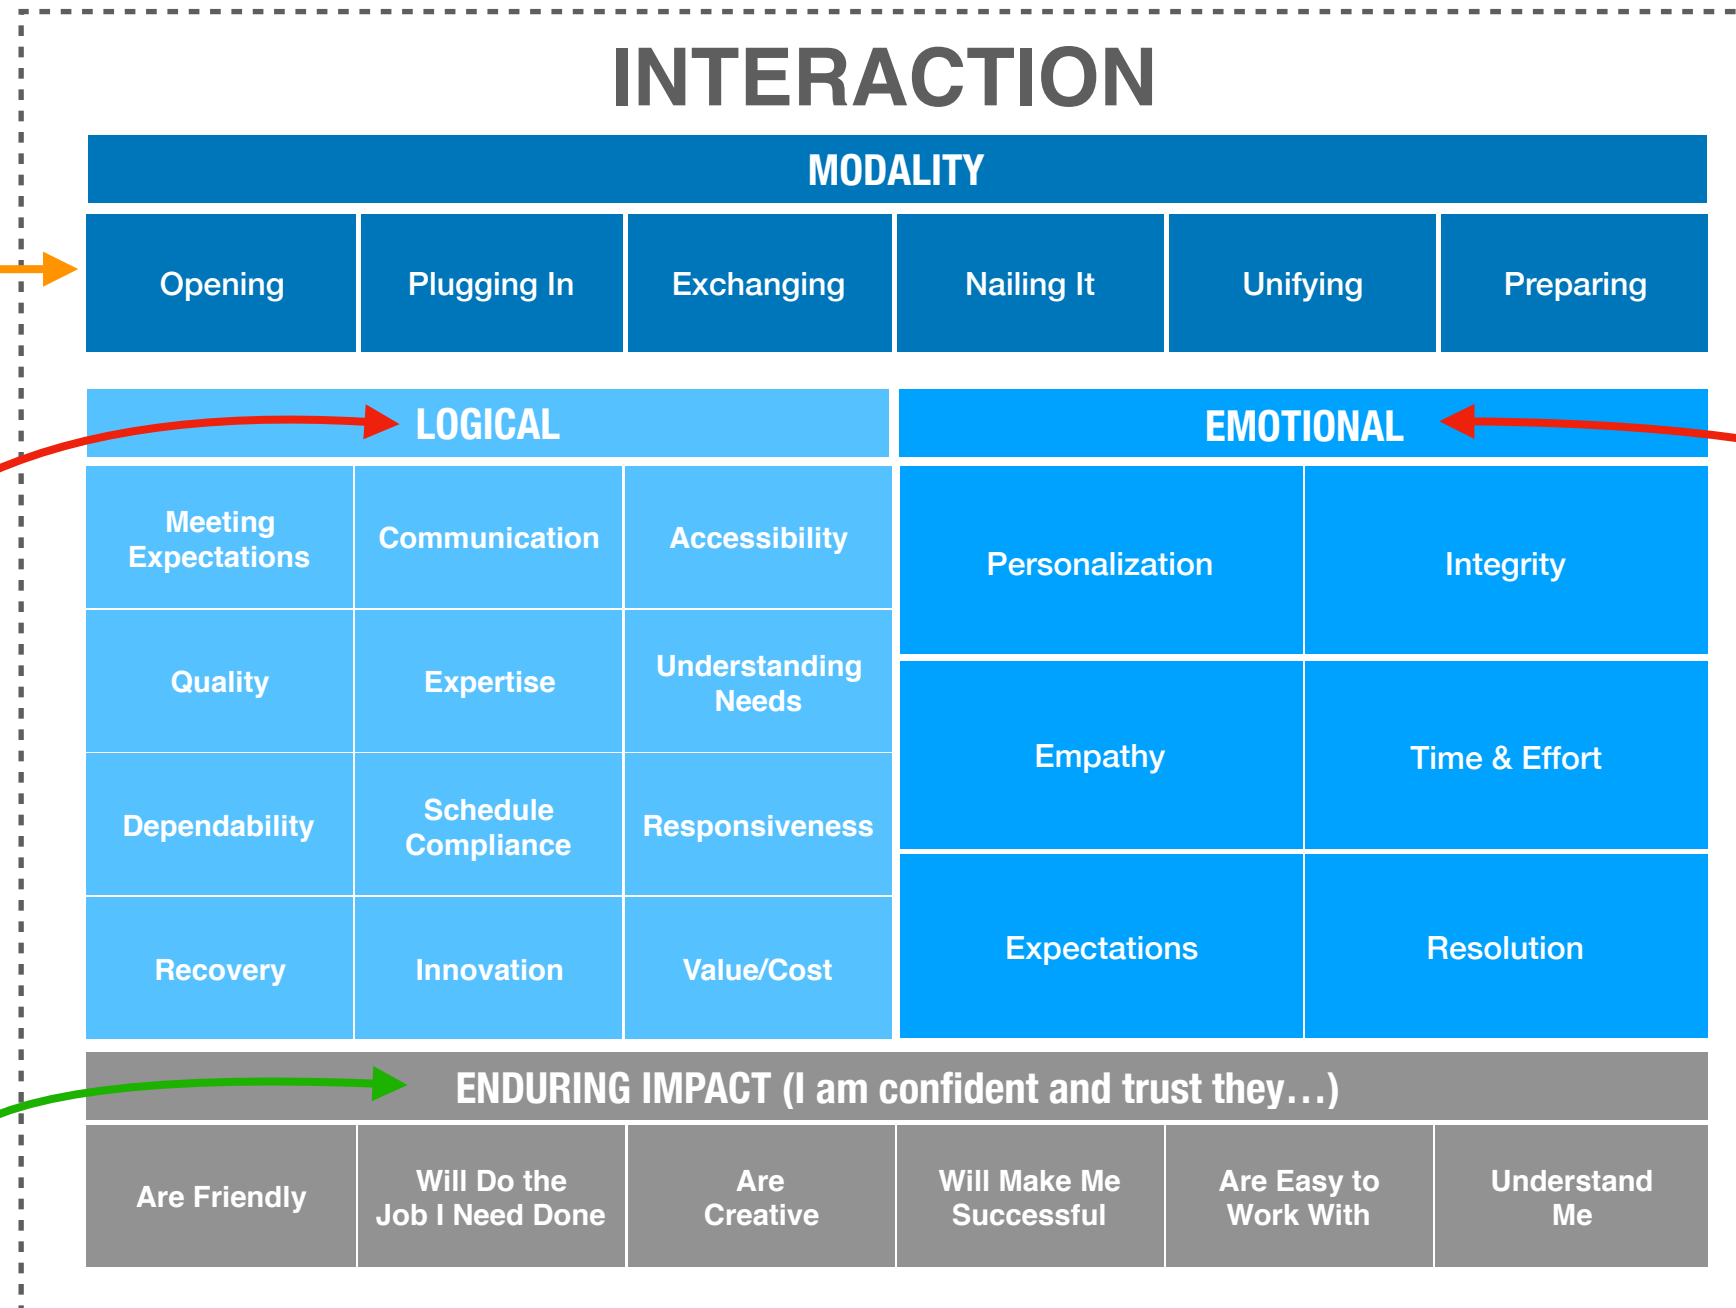 INTERACTION
MODALITY
Opening
Plugging In
Exchanging
Nailing It
Unifying
Preparing
LOGICAL
Meeting
Expectations
Communication
Accessibility
Quality
Expertise
Understanding
Needs
Dependability
Schedule
Compliance
Responsiveness
Recovery
Innovation
Value/Cost
EMOTIONAL
Personalization
Integrity
Empathy
Time & Effort
Expectations
Resolution
ENDURING IMPACT (I am confident and trust they…)
Are Friendly
Will Do the
Job I Need Done
Are
Creative
Will Make Me
Successful
Are Easy to
Work With
Understand
Me